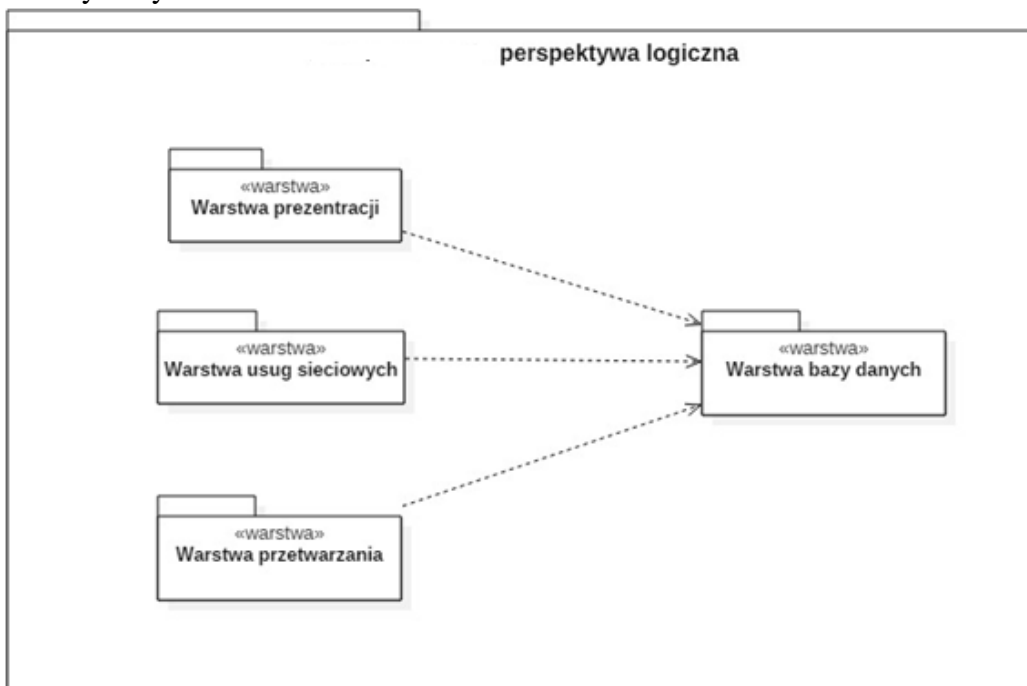 perspektywa logiczna
«warstwa»
Warstwa prezentracji
«warstwa»
Warstwa usug sieciowych
«warstwa»
Warstwa bazy danych
«warstwa»
Warstwa przetwarzania